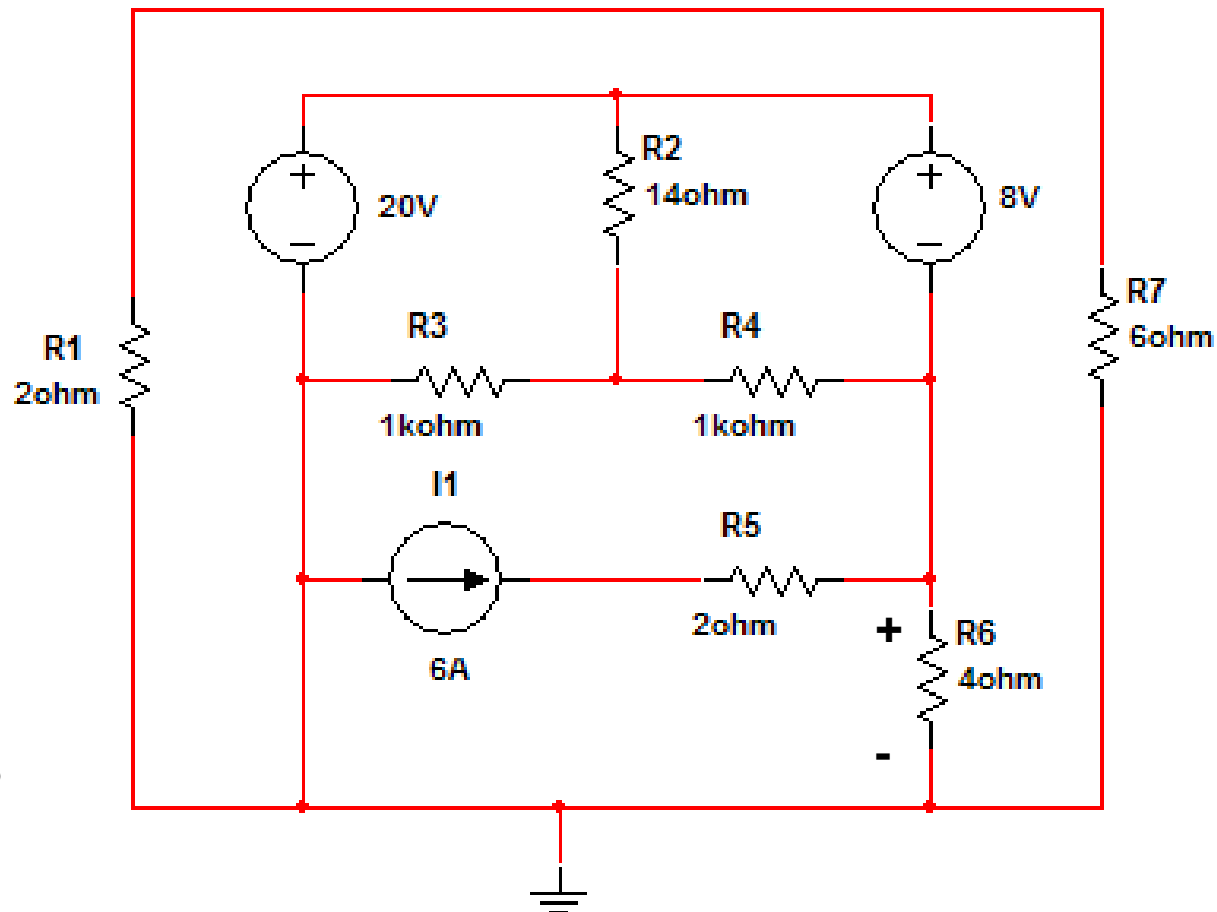 R2
14ohm
+
20V
-
+
8V
-
R7
6ohm
R1
2ohm
R3
1kohm
R4
1kohm
I1
6A
R5
2ohm
+
R6
4ohm
-